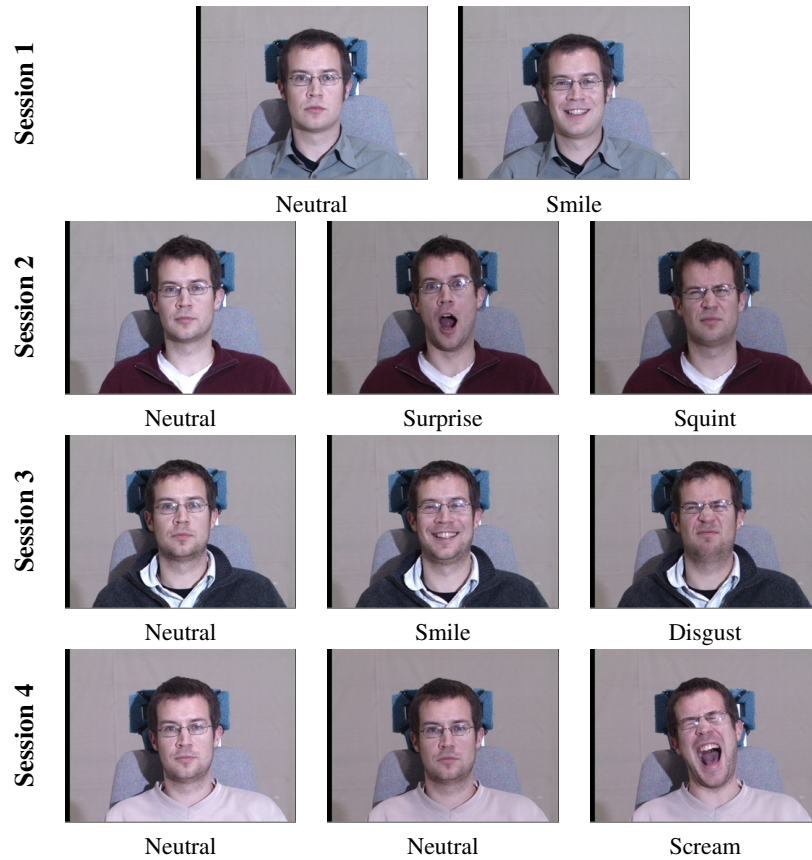 Session 1
Neutral Smile
Session 2
Neutral Surprise Squint
Session 3
Neutral Smile Disgust
Session 4
Neutral Neutral Scream